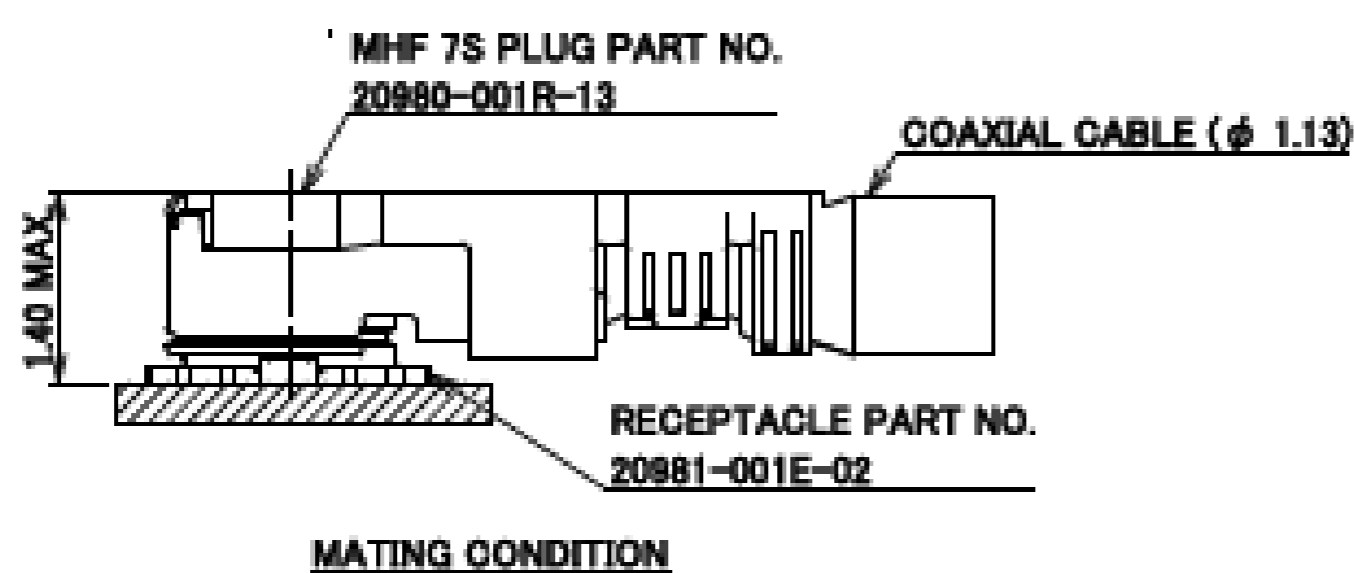 MHF 7S PLUG PART NO.
20980-001R-13
COAXIAL CABLE (φ 1.13)
1.40 MAX
RECEPTACLE PART NO.
20981-001E-02
MATING CONDITION